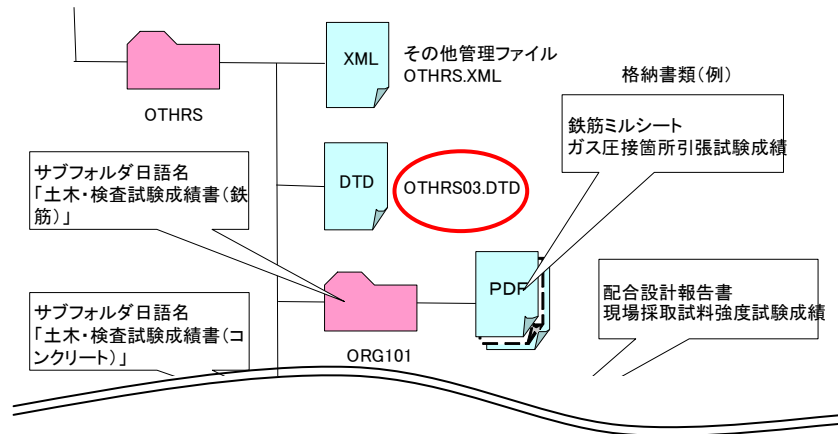 XML
その他管理ファイル
OTHRS.XML
OTHRS
格納書類(例)
鉄筋ミルシート
ガス圧接箇所引張試験成績
サブフォルダ日語名
「土木・検査試験成績書(鉄
筋)」
DTD
OTHRS03.DTD
PDF
サブフォルダ日語名
「土木・検査試験成績書(コ
ンクリート)」
ORG101
配合設計報告書
現場採取試料強度試験成績